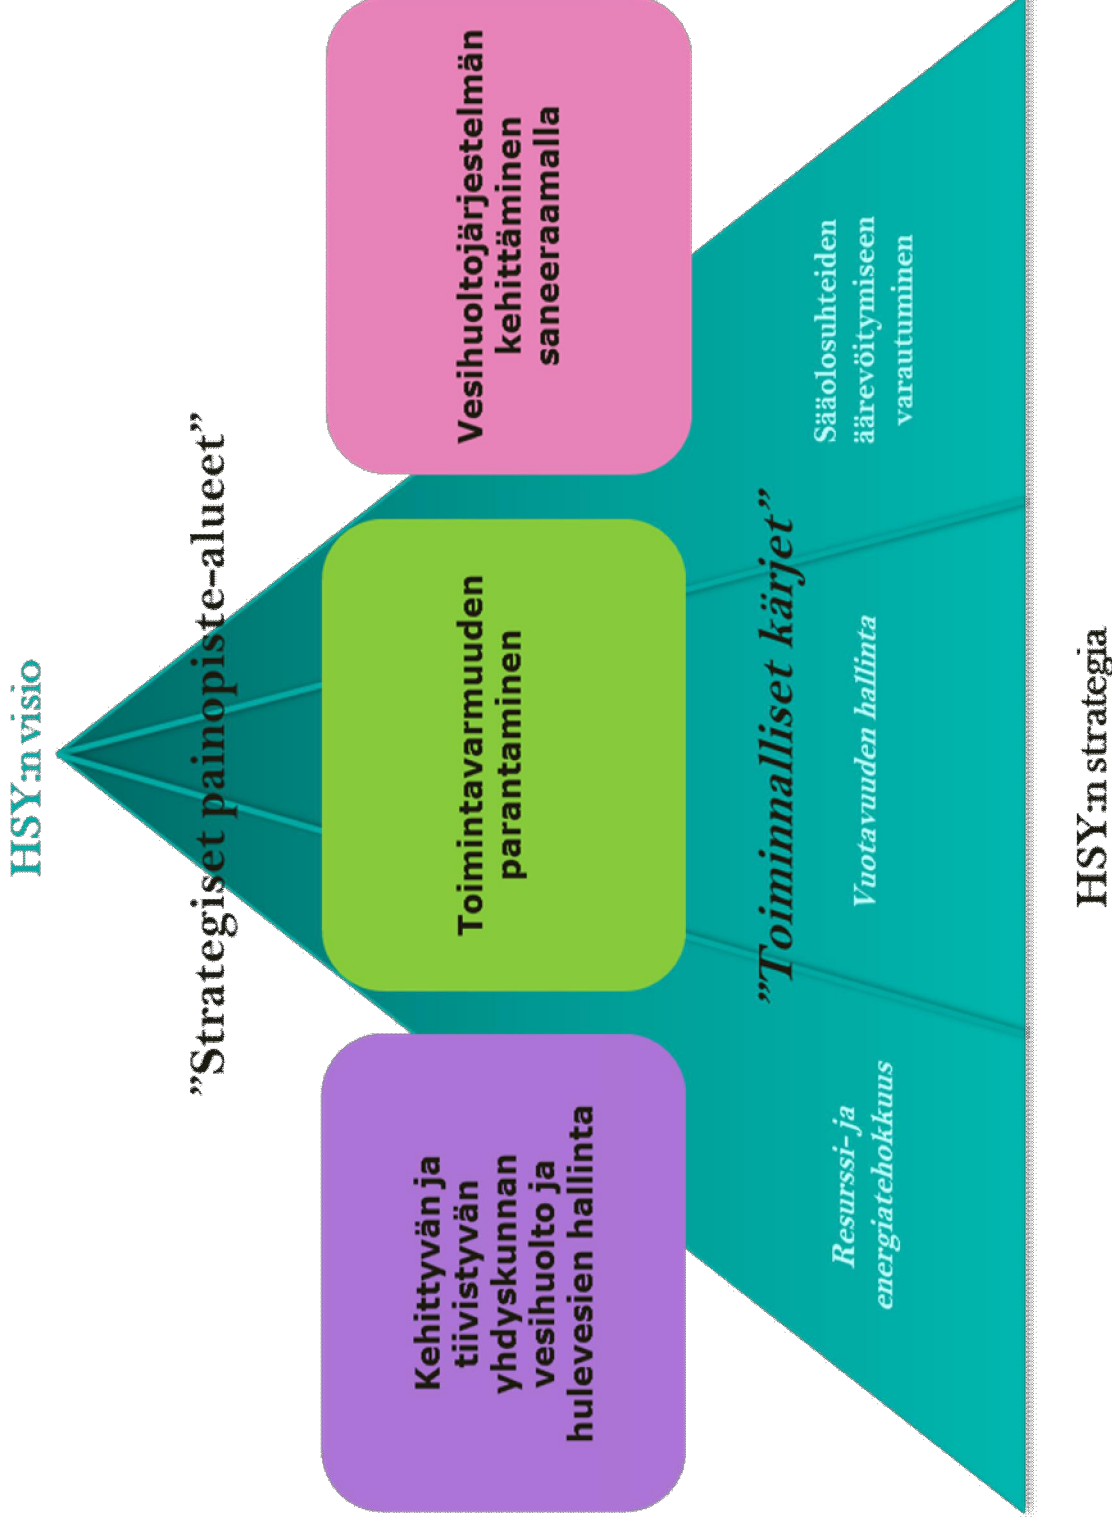 HSY:n visio
”Strategiset painopiste-alueet”
Kehittyvän ja
tiivistyvän
yhdyskunnan
vesihuolto ja
hulevesien hallinta
Toimintavarmuuden
parantaminen
Vesihuoltojärjestelmän
kehittäminen
saneeraamalla
”Toiminnalliset kärjet”
Resurssi- ja
energiatehokkuus
Vuotavuuden hallinta
Sääolosuhteiden
äärevöitymiseen
varautuminen
HSY:n strategia